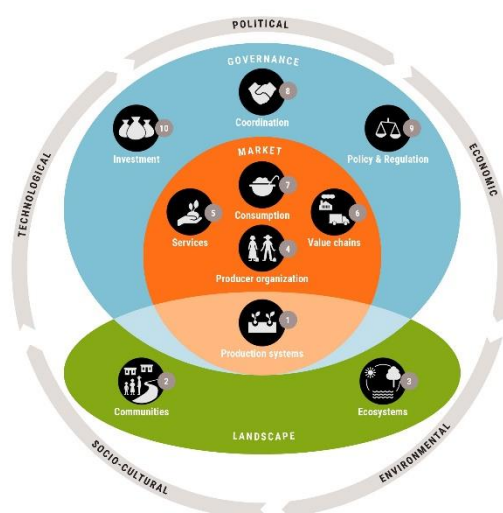 POLITICAL
GOVERNANCE
8
Coordination
10
Investment
9
Policy & Regulation
TECHNOLOGICAL
ECONOMIC
MARKET
7
Consumption
5
Services
6
Value chains
4
Producer organization
1
Production systems
2
Communities
3
Ecosystems
LANDSCAPE
SOCIO-CULTURAL
ENVIRONMENTAL